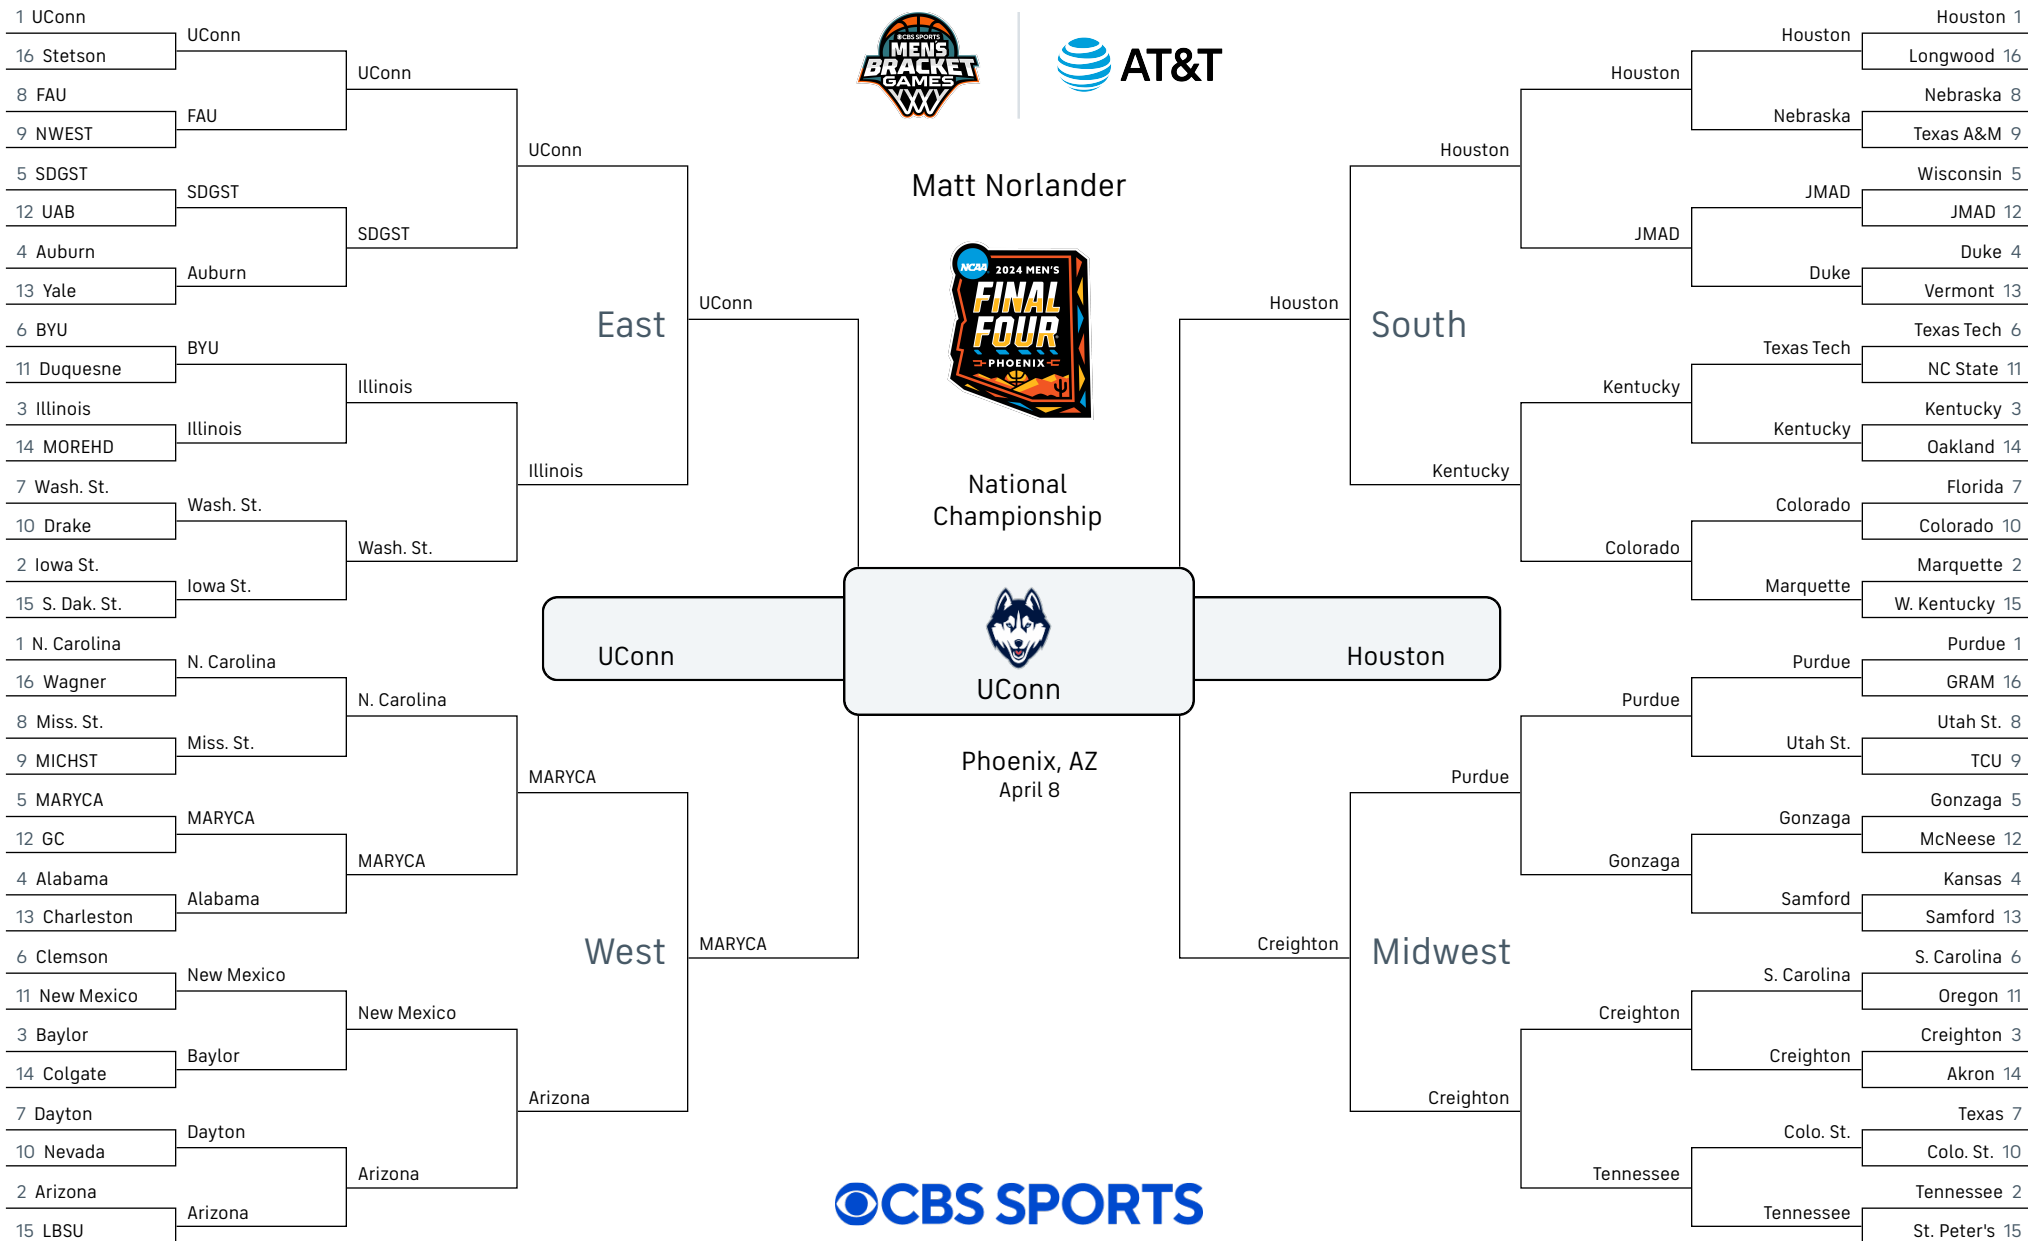 1 UConn
16 Stetson
8 FAU
9 NWEST
5 SDGST
12 UAB
4 Auburn
13 Yale
6 BYU
11 Duquesne
3 Illinois
14 MOREHD
7 Wash. St.
10 Drake
2 Iowa St.
15 S. Dak. St.
1 N. Carolina
16 Wagner
8 Miss. St.
9 MICHST
5 MARYCA
12 GC
4 Alabama
13 Charleston
6 Clemson
11 New Mexico
3 Baylor
14 Colgate
7 Dayton
10 Nevada
2 Arizona
15 LBSU
UConn
FAU
SDGST
Auburn
BYU
Illinois
Wash. St.
Iowa St.
N. Carolina
Miss. St.
MARYCA
Alabama
New Mexico
Baylor
Dayton
Arizona
UConn
SDGST
Illinois
Wash. St.
N. Carolina
MARYCA
New Mexico
Arizona
UConn
Illinois
MARYCA
Arizona
East
West
UConn
MARYCA
CBS SPORTS
MEN'S
BRACKET
GAMES
AT&T
Matt Norlander
NCAA
2024 MEN'S
FINAL
FOUR
PHOENIX
National
Championship
UConn
UConn
Houston
Phoenix, AZ
April 8
CBS SPORTS
Houston
Creighton
South
Midwest
Houston
Kentucky
Purdue
Creighton
Houston
JMAD
Kentucky
Colorado
Purdue
Gonzaga
Creighton
Tennessee
Houston
Nebraska
JMAD
Duke
Texas Tech
Kentucky
Colorado
Marquette
Purdue
Utah St.
Gonzaga
Samford
S. Carolina
Creighton
Colo. St.
Tennessee
Houston 1
Longwood 16
Nebraska 8
Texas A&M 9
Wisconsin 5
JMAD 12
Duke 4
Vermont 13
Texas Tech 6
NC State 11
Kentucky 3
Oakland 14
Florida 7
Colorado 10
Marquette 2
W. Kentucky 15
Purdue 1
GRAM 16
Utah St. 8
TCU 9
Gonzaga 5
McNeese 12
Kansas 4
Samford 13
S. Carolina 6
Oregon 11
Creighton 3
Akron 14
Texas 7
Colo. St. 10
Tennessee 2
St. Peter's 15